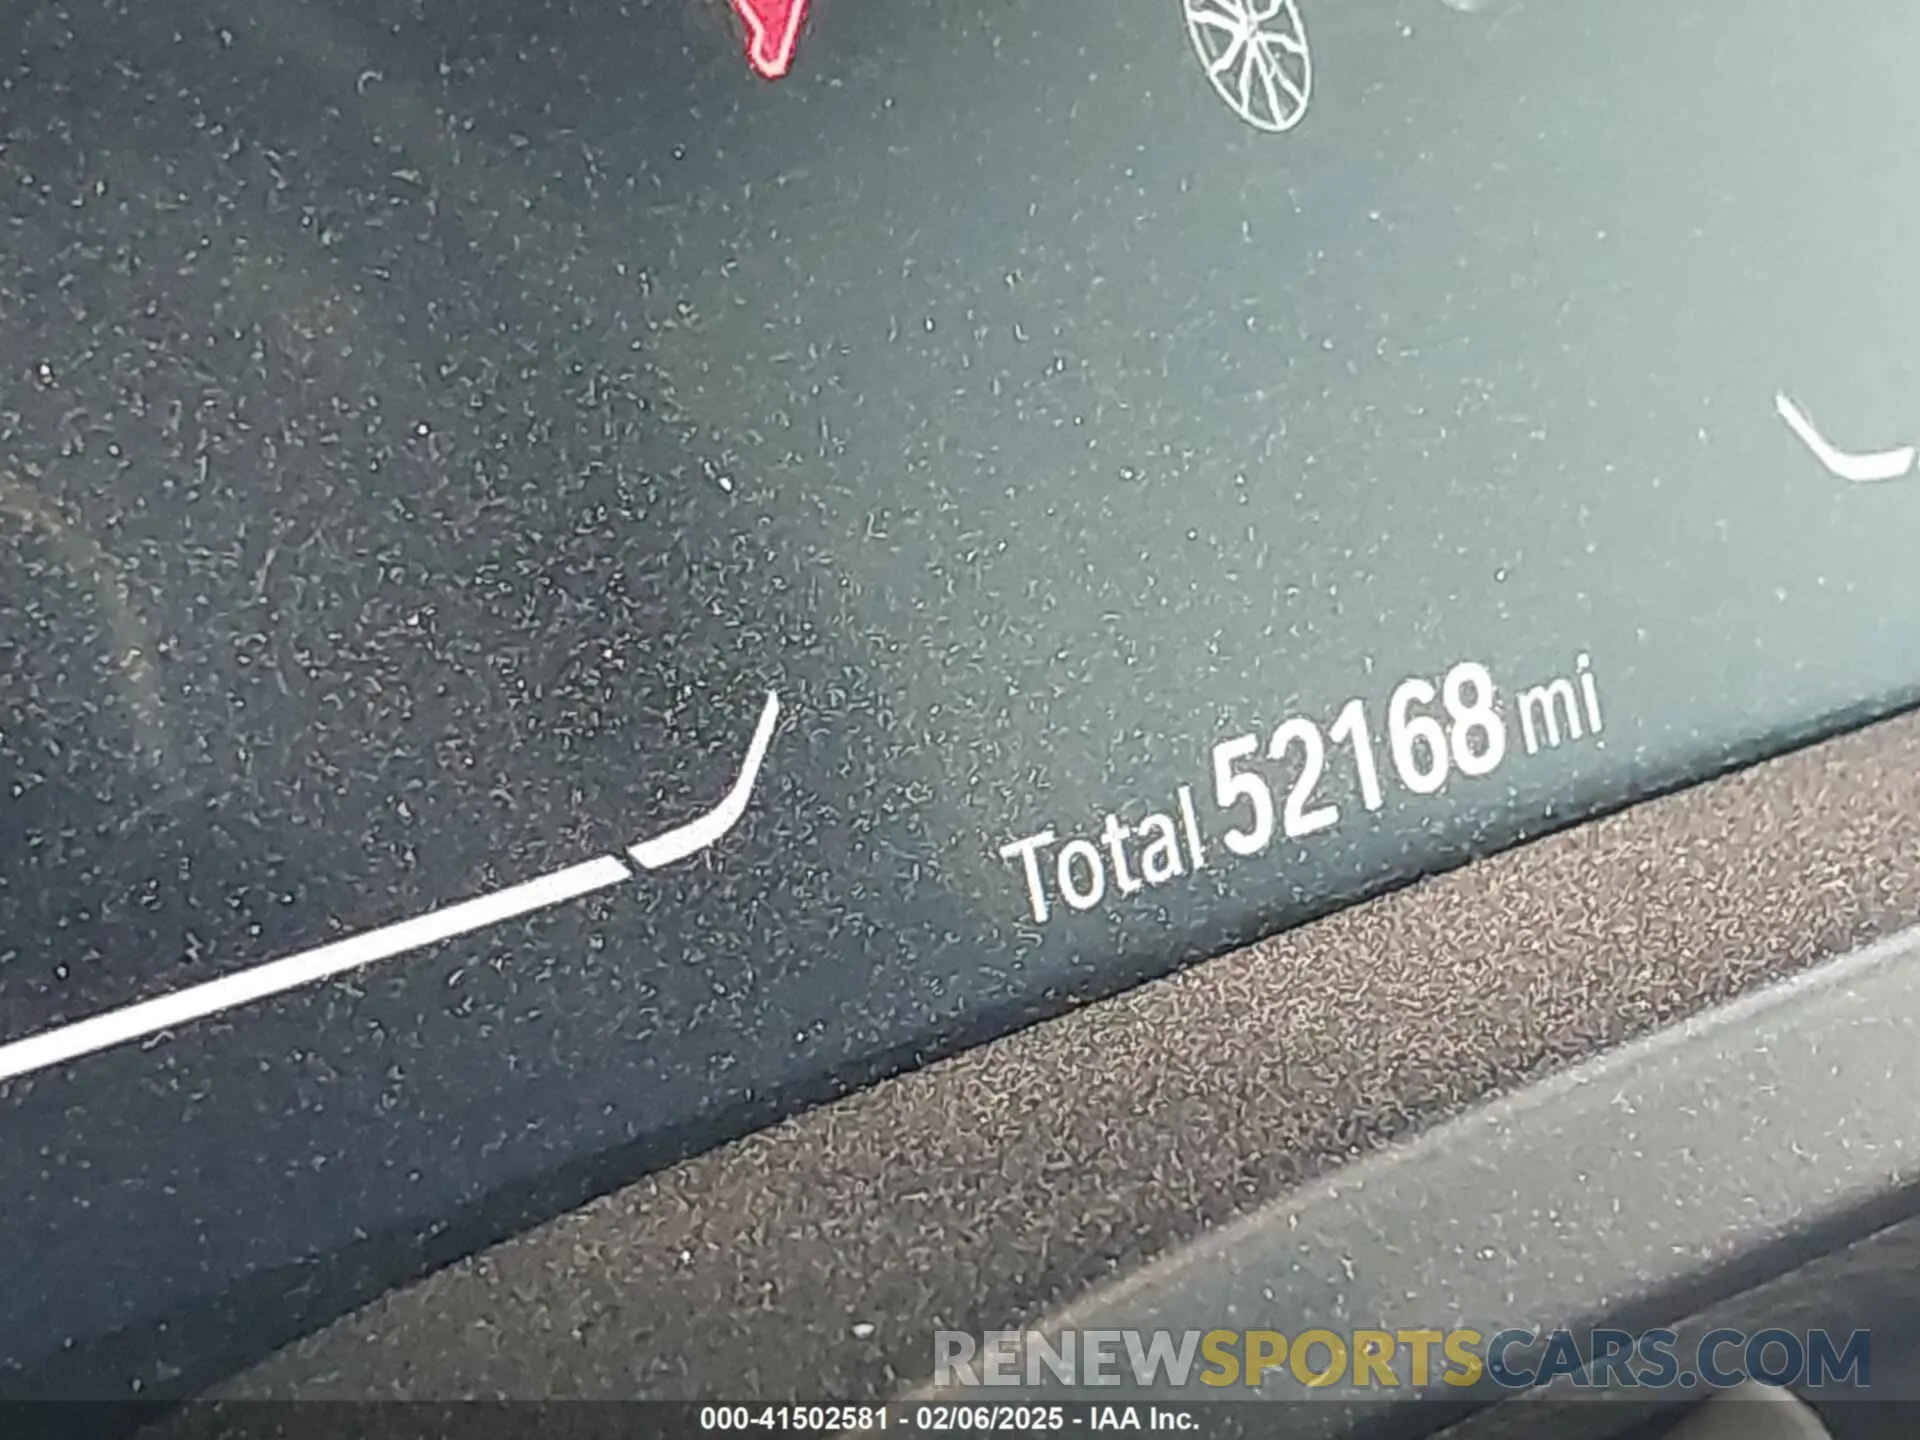 Total 52168 mi
RENEWSPORTSCARS.COM
000-41502581 - 02/06/2025 - IAA Inc.